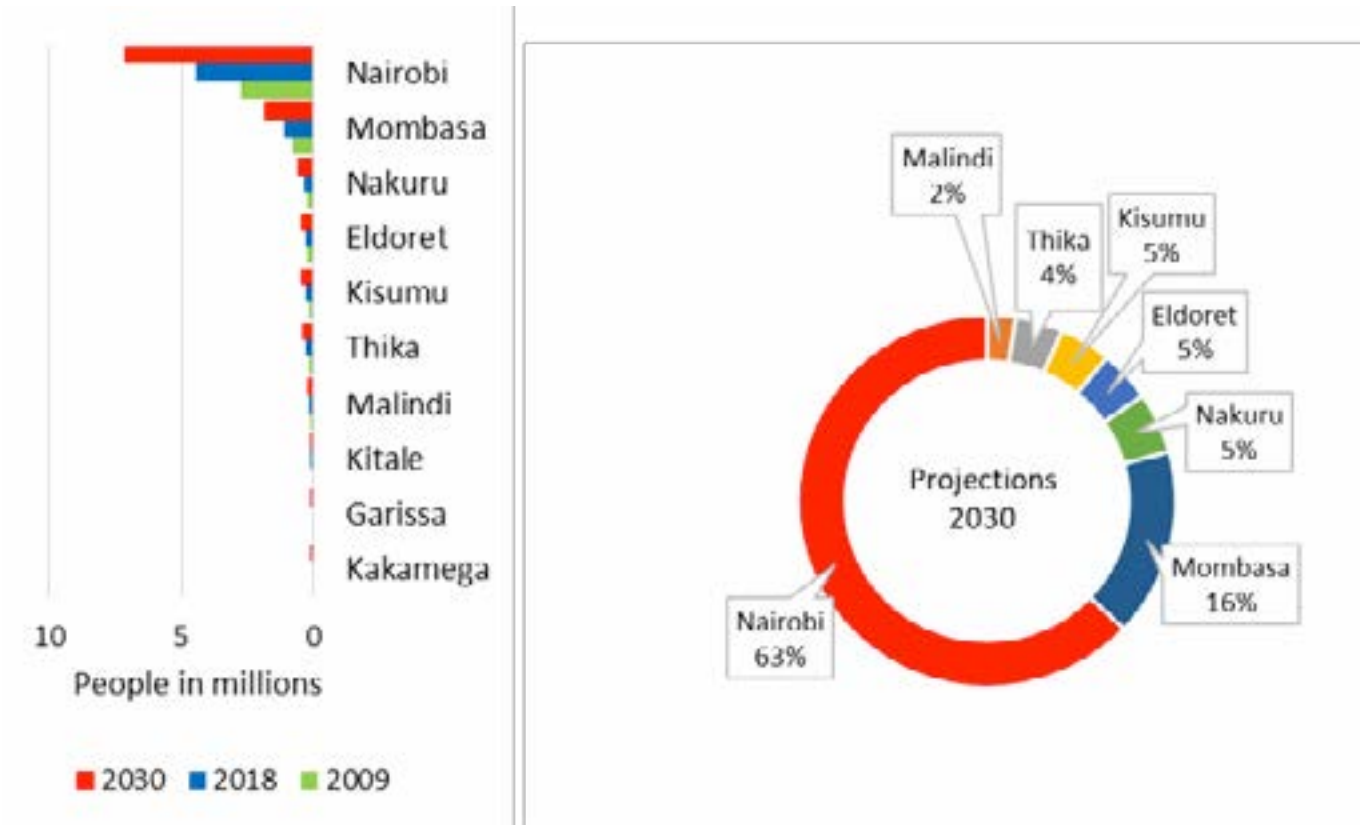 Nairobi
Mombasa
Nakuru
Eldoret
Kisumu
Thika
Malindi
Kitale
Garissa
Kakamega
10 5 0
People in millions
2030 2018 2009
Malindi
2%
Thika
4%
Kisumu
5%
Eldoret
5%
Nakuru
5%
Mombasa
16%
Nairobi
63%
Projections
2030